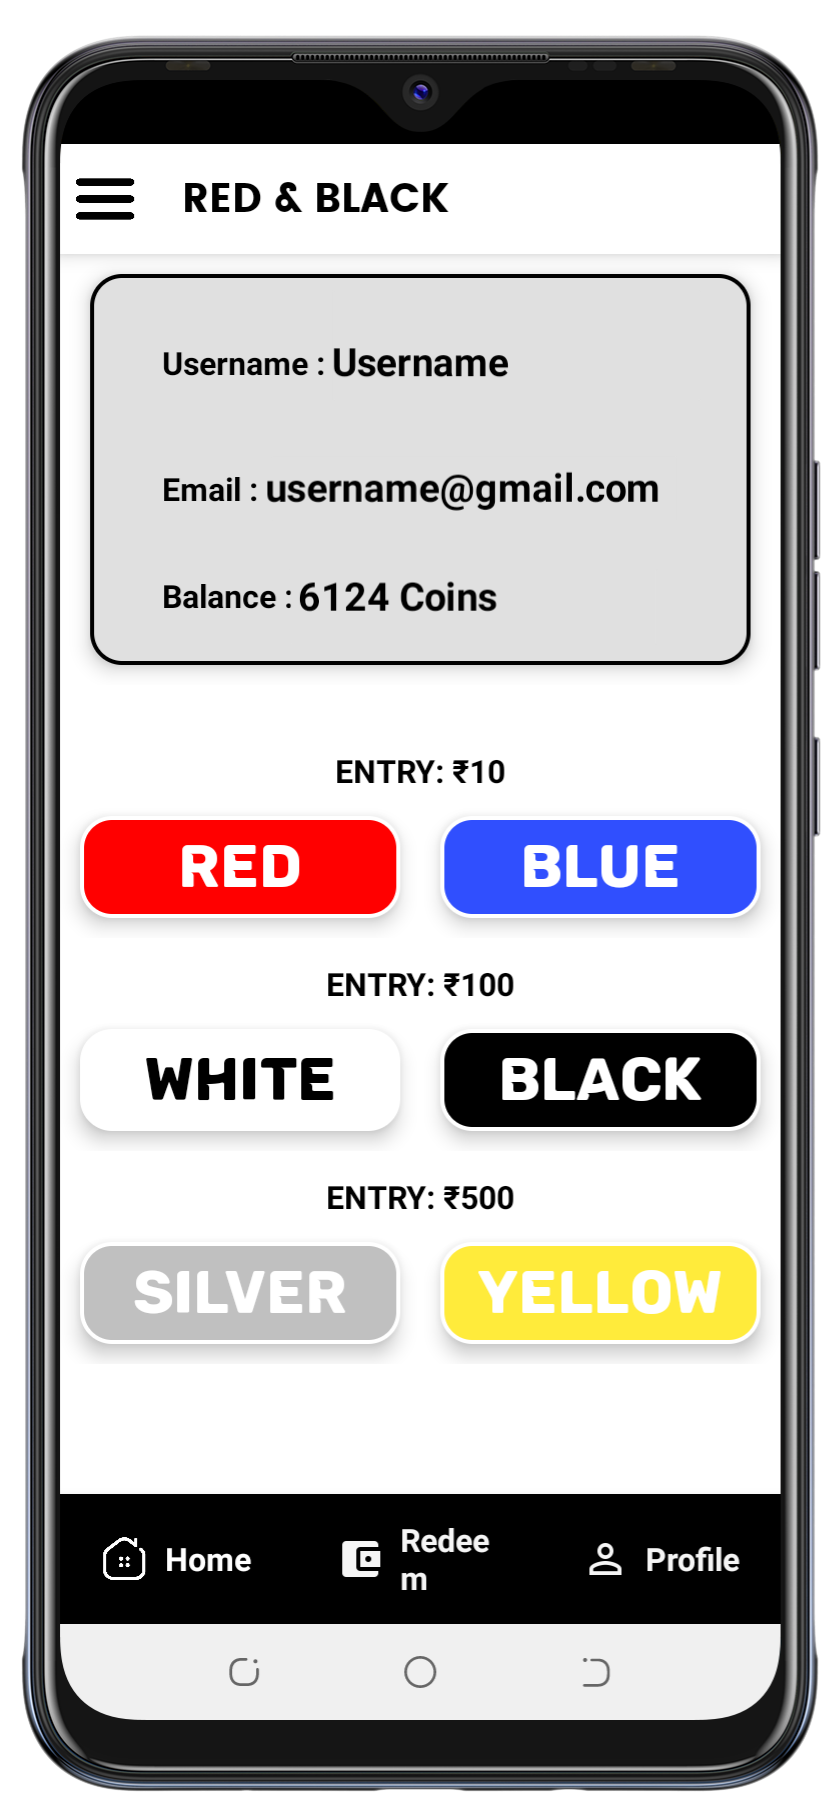 RED & BLACK
Username : Username
Email : username@gmail.com
Balance : 6124 Coins
ENTRY: ₹10
RED BLUE
ENTRY: ₹100
WHITE BLACK
ENTRY: ₹500
SILVER YELLOW
Home Redee
m Profile